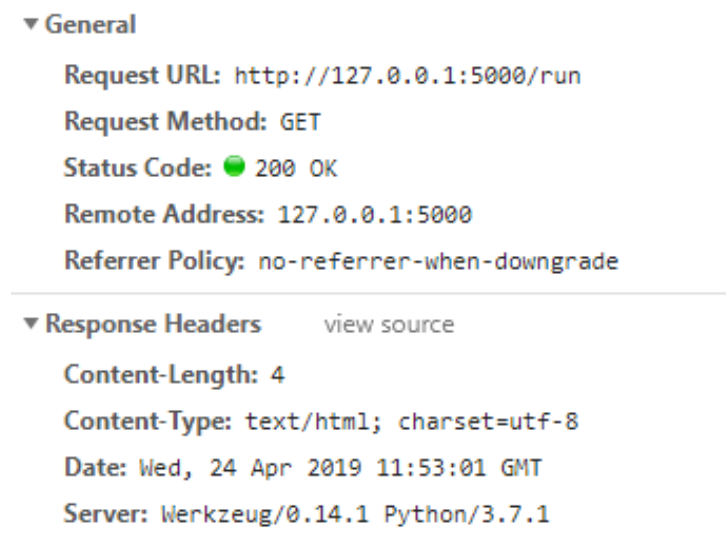 General
Request URL: http://127.0.0.1:5000/run
Request Method: GET
Status Code: 200 OK
Remote Address: 127.0.0.1:5000
Referrer Policy: no-referrer-when-downgrade
Response Headers view source
Content-Length: 4
Content-Type: text/html; charset=utf-8
Date: Wed, 24 Apr 2019 11:53:01 GMT
Server: Werkzeug/0.14.1 Python/3.7.1